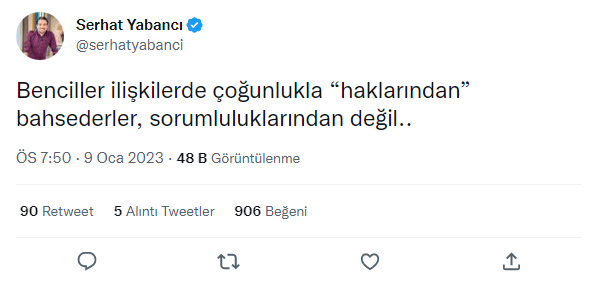 Serhat Yabancı
@serhatyabanci
Benciller ilişkilerde çoğunlukla “haklarından”
bahsederler, sorumluluklarından değil..
ÖS 7:50 · 9 Oca 2023 · 48 B Görüntülenme
90 Retweet 5 Alıntı Tweetler 906 Beğeni